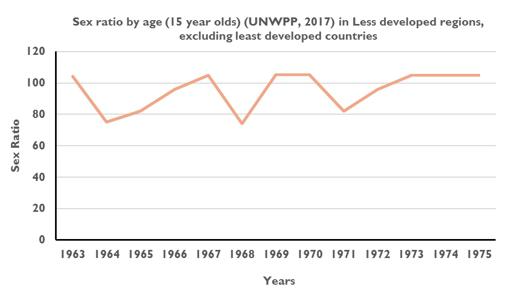 Sex ratio by age (15 year olds) (UNWPP, 2017) in Less developed regions,
excluding least developed countries
120
100
80
60
40
20
0
Sex Ratio
1963 1964 1965 1966 1967 1968 1969 1970 1971 1972 1973 1974 1975
Years